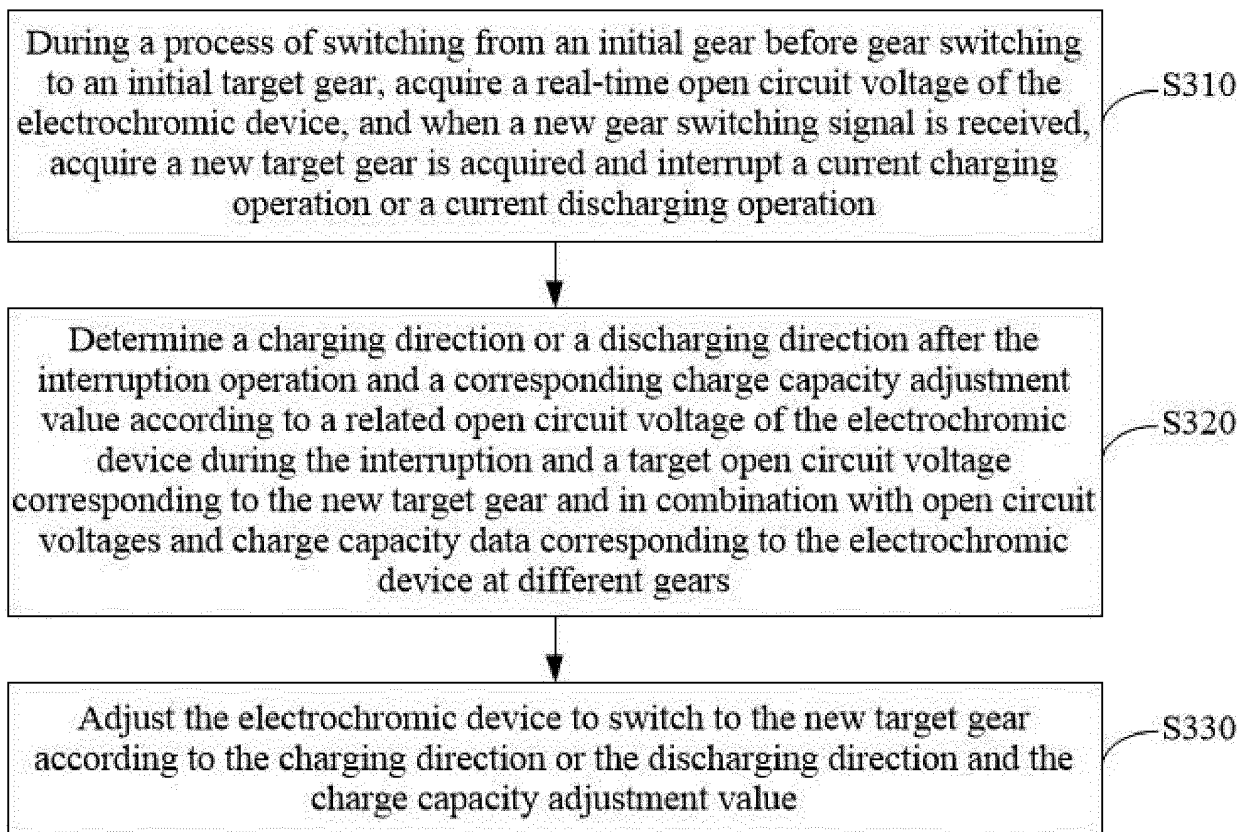 During a process of switching from an initial gear before gear switching
to an initial target gear, acquire a real-time open circuit voltage of the
electrochromic device, and when a new gear switching signal is received,
acquire a new target gear is acquired and interrupt a current charging
operation or a current discharging operation
S310
Determine a charging direction or a discharging direction after the
interruption operation and a corresponding charge capacity adjustment
value according to a related open circuit voltage of the electrochromic
device during the interruption and a target open circuit voltage
corresponding to the new target gear and in combination with open circuit
voltages and charge capacity data corresponding to the electrochromic
device at different gears
S320
Adjust the electrochromic device to switch to the new target gear
according to the charging direction or the discharging direction and the
charge capacity adjustment value
S330